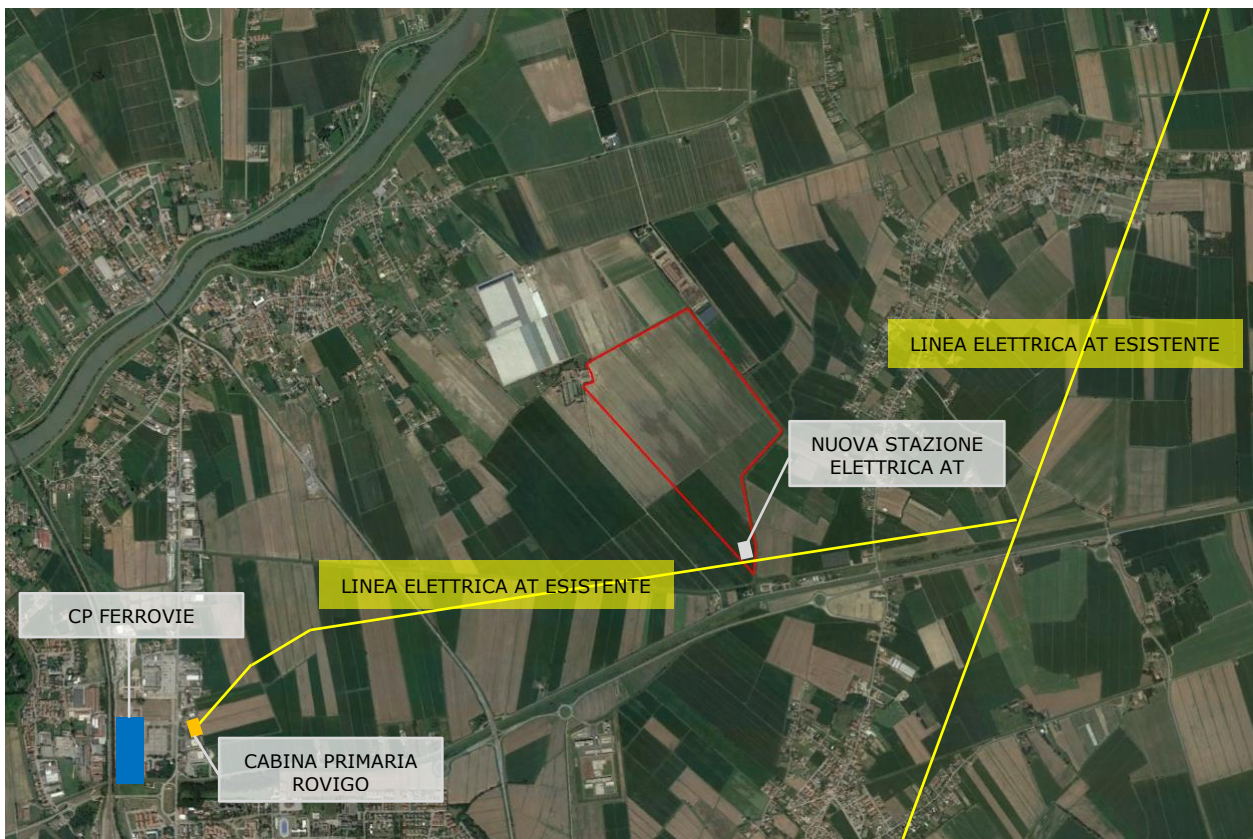 LINEA ELETTRICA AT ESISTENTE
NUOVA STAZIONE
ELETTRICA AT
LINEA ELETTRICA AT ESISTENTE
CP FERROVIE
CABINA PRIMARIA
ROVIGO